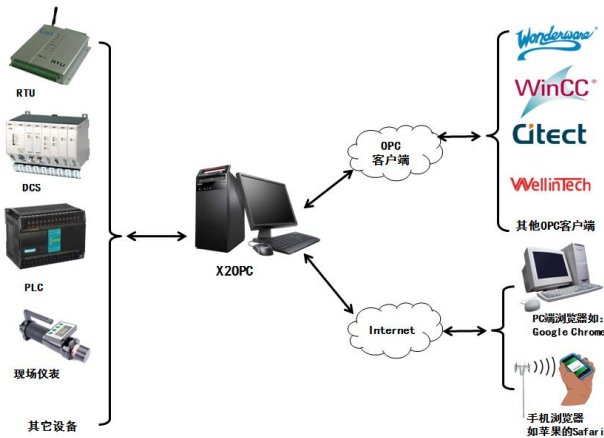 RTU
DCS
PLC
现场仪表
其它设备
X2OPC
OPC
客户端
Internet
Wonderware
WinCC
Citect
WellinTech
其他OPC客户端
PC端浏览器如:
Google Chrome
手机浏览器
如苹果的Safari